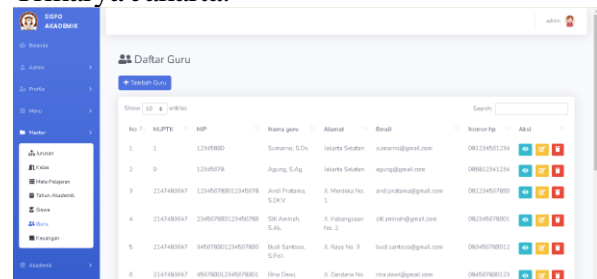 SISFO
AKADEMIK
admin
Beranda
Admin
Profile
Menu
Master
Jurusan
Kelas
Mata Pelajaran
Tahun Akademik
Siswa
Guru
Keuangan
Akademik
Daftar Guru
+ Tambah Guru
Show 10 entries
Search:
No NUPTK NIP Nama guru Alamat Email Nomor hp Aksi
1 1 12345890 Sumarno, S.Ds. Jakarta Selatan sumarno@gmail.com 081234501234
2 0 12345678 Agung, S.Ag. Jakarta Selatan agung@gmail.com 085812341234
3 2147483647 123456789012345678 Andi Pratama, S.DKV. Jl. Merdeka No. 1 andi.pratama@gmail.com 081234567890
4 2147483647 234567890123456789 Siti Aminah, S.Ak. Jl. Kebangsaan No. 2 siti.aminah@gmail.com 082345678901
5 2147483647 345678901234567890 Budi Santoso, S.Pol. Jl. Raya No. 3 budi.santoso@gmail.com 083456789012
6 2147483647 456789012345678901 Rina Dewi, Jl. Cendana No. rina.dewi@gmail.com 084567890123